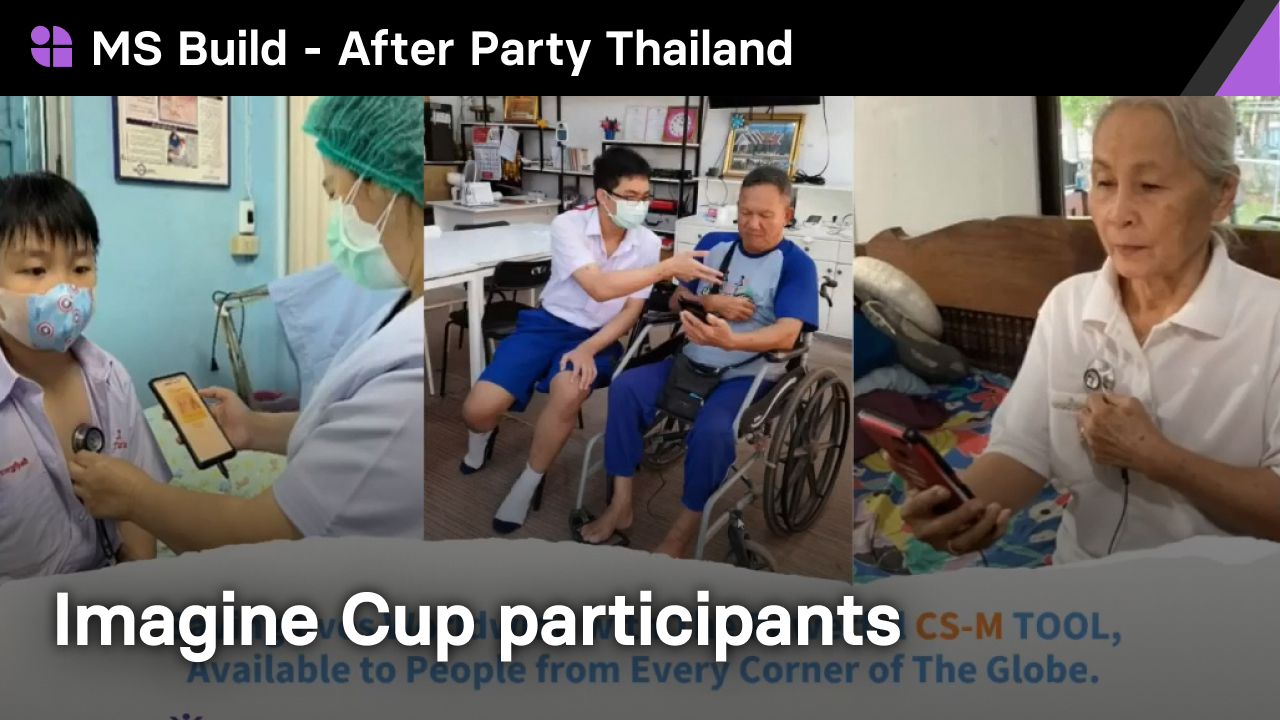 MS Build - After Party Thailand
Imagine Cup participants
CS-M TOOL,
Available to People from Every Corner of The Globe.